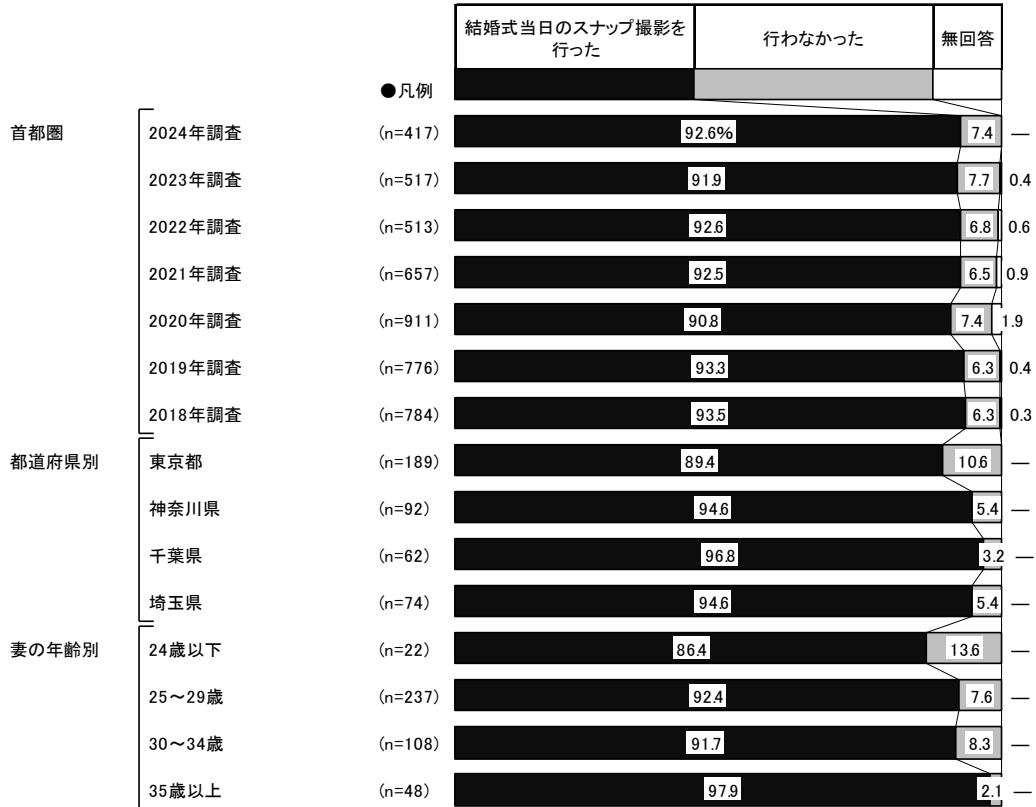 結婚式当日のスナップ撮影を
行った
行わなかった
無回答
●凡例
首都圏 2024年調査 (n=417) 92.6% 7.4 —
2023年調査 (n=517) 91.9 7.7 0.4
2022年調査 (n=513) 92.6 6.8 0.6
2021年調査 (n=657) 92.5 6.5 0.9
2020年調査 (n=911) 90.8 7.4 1.9
2019年調査 (n=776) 93.3 6.3 0.4
2018年調査 (n=784) 93.5 6.3 0.3
都道府県別 東京都 (n=189) 89.4 10.6 —
神奈川県 (n=92) 94.6 5.4 —
千葉県 (n=62) 96.8 3.2 —
埼玉県 (n=74) 94.6 5.4 —
妻の年齢別 24歳以下 (n=22) 86.4 13.6 —
25～29歳 (n=237) 92.4 7.6 —
30～34歳 (n=108) 91.7 8.3 —
35歳以上 (n=48) 97.9 2.1 —